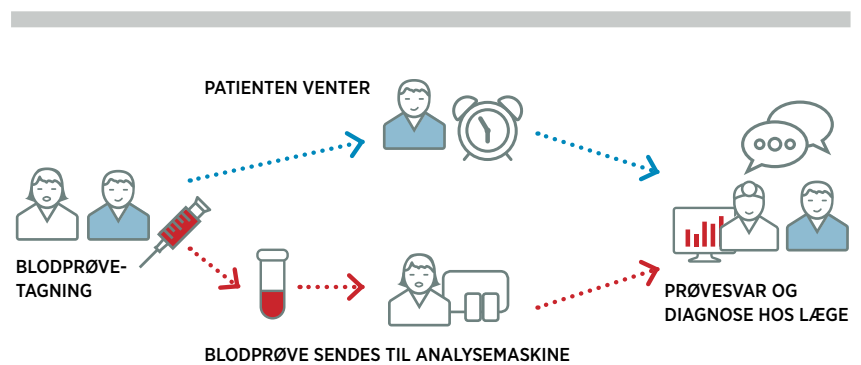 PATIENTEN VENTER
BLODPRØVE-
TAGNING
PRØVESVAR OG
DIAGNOSE HOS LÆGE
BLODPRØVE SENDES TIL ANALYSEMASKINE